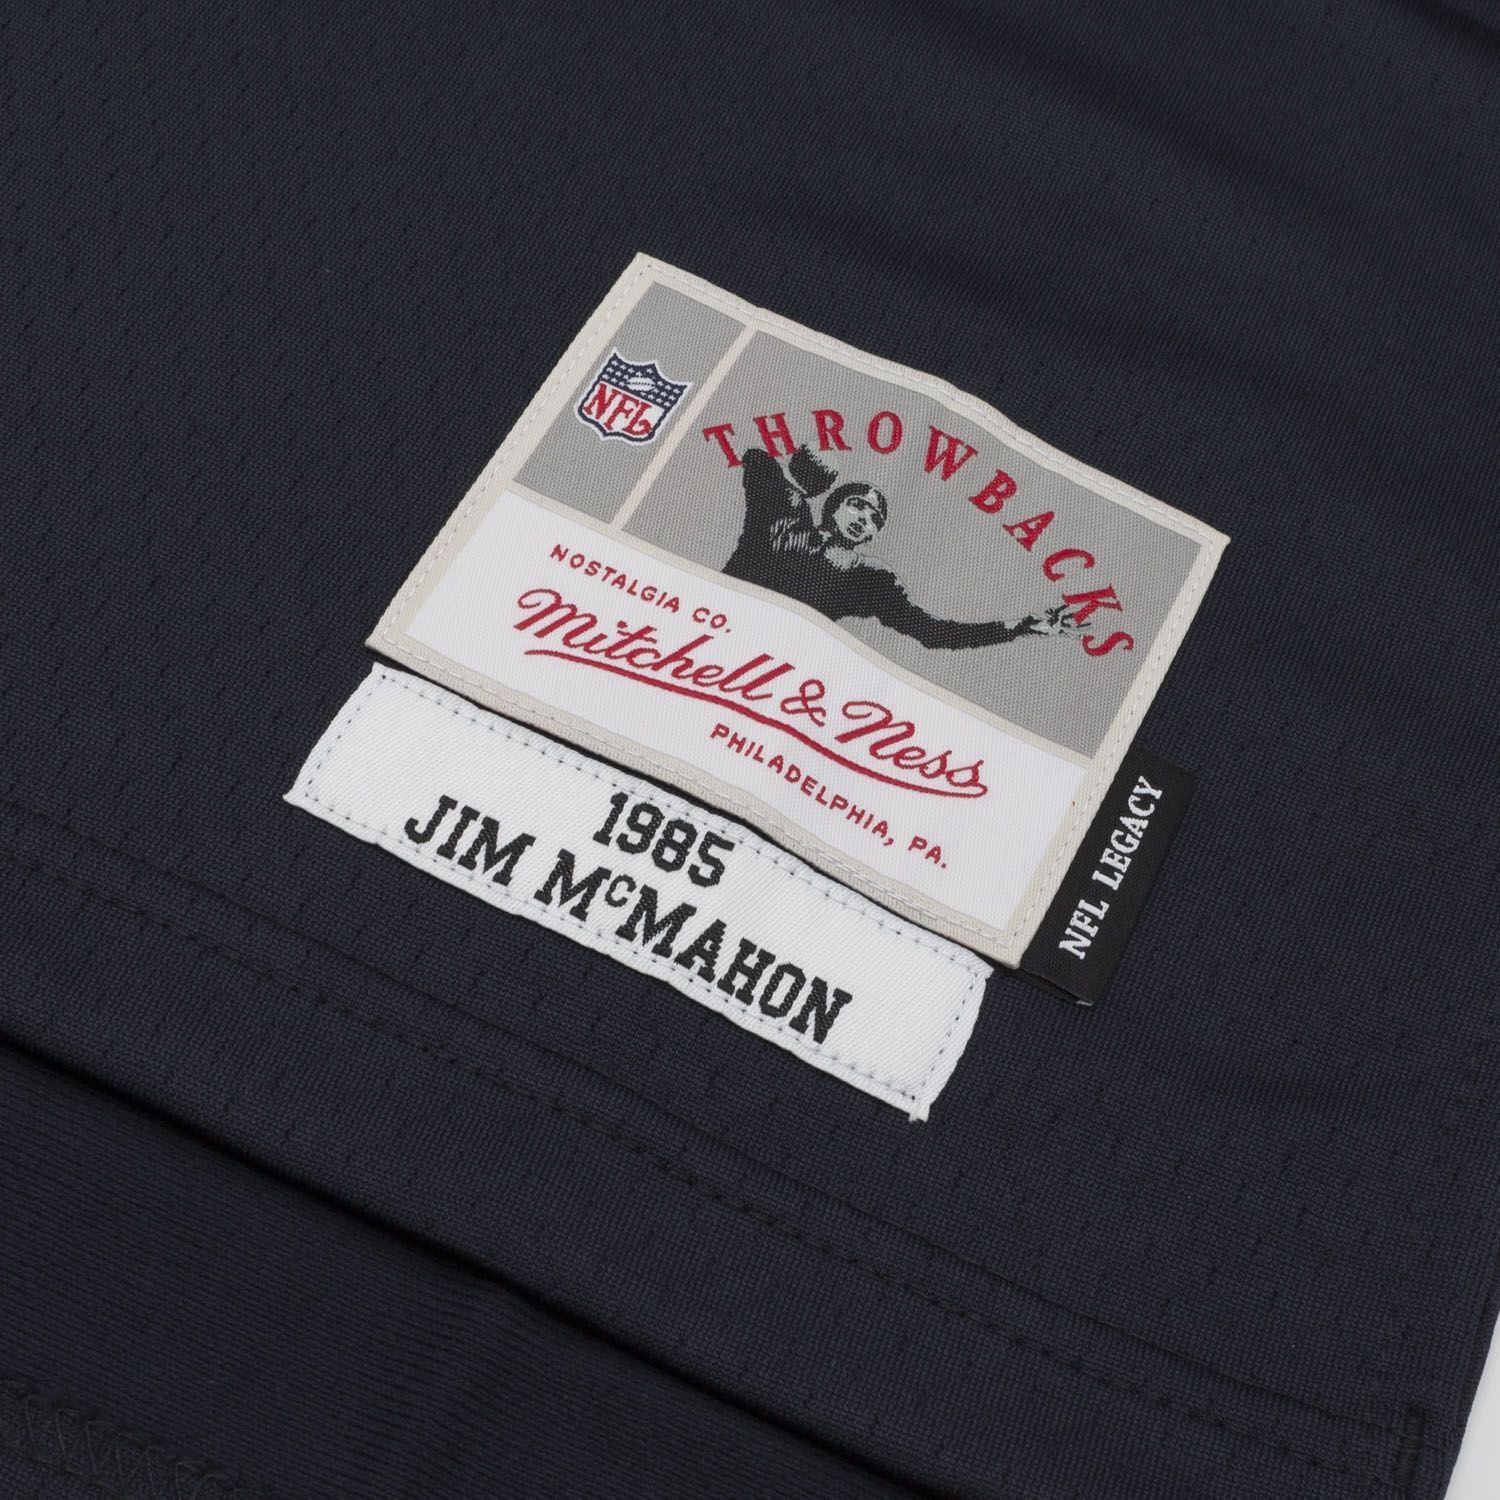 NFL
THROWBACKS
NOSTALGIA CO.
Mitchell & Ness
PHILADELPHIA, PA.
NFL LEGACY
1985
JIM McMAHON